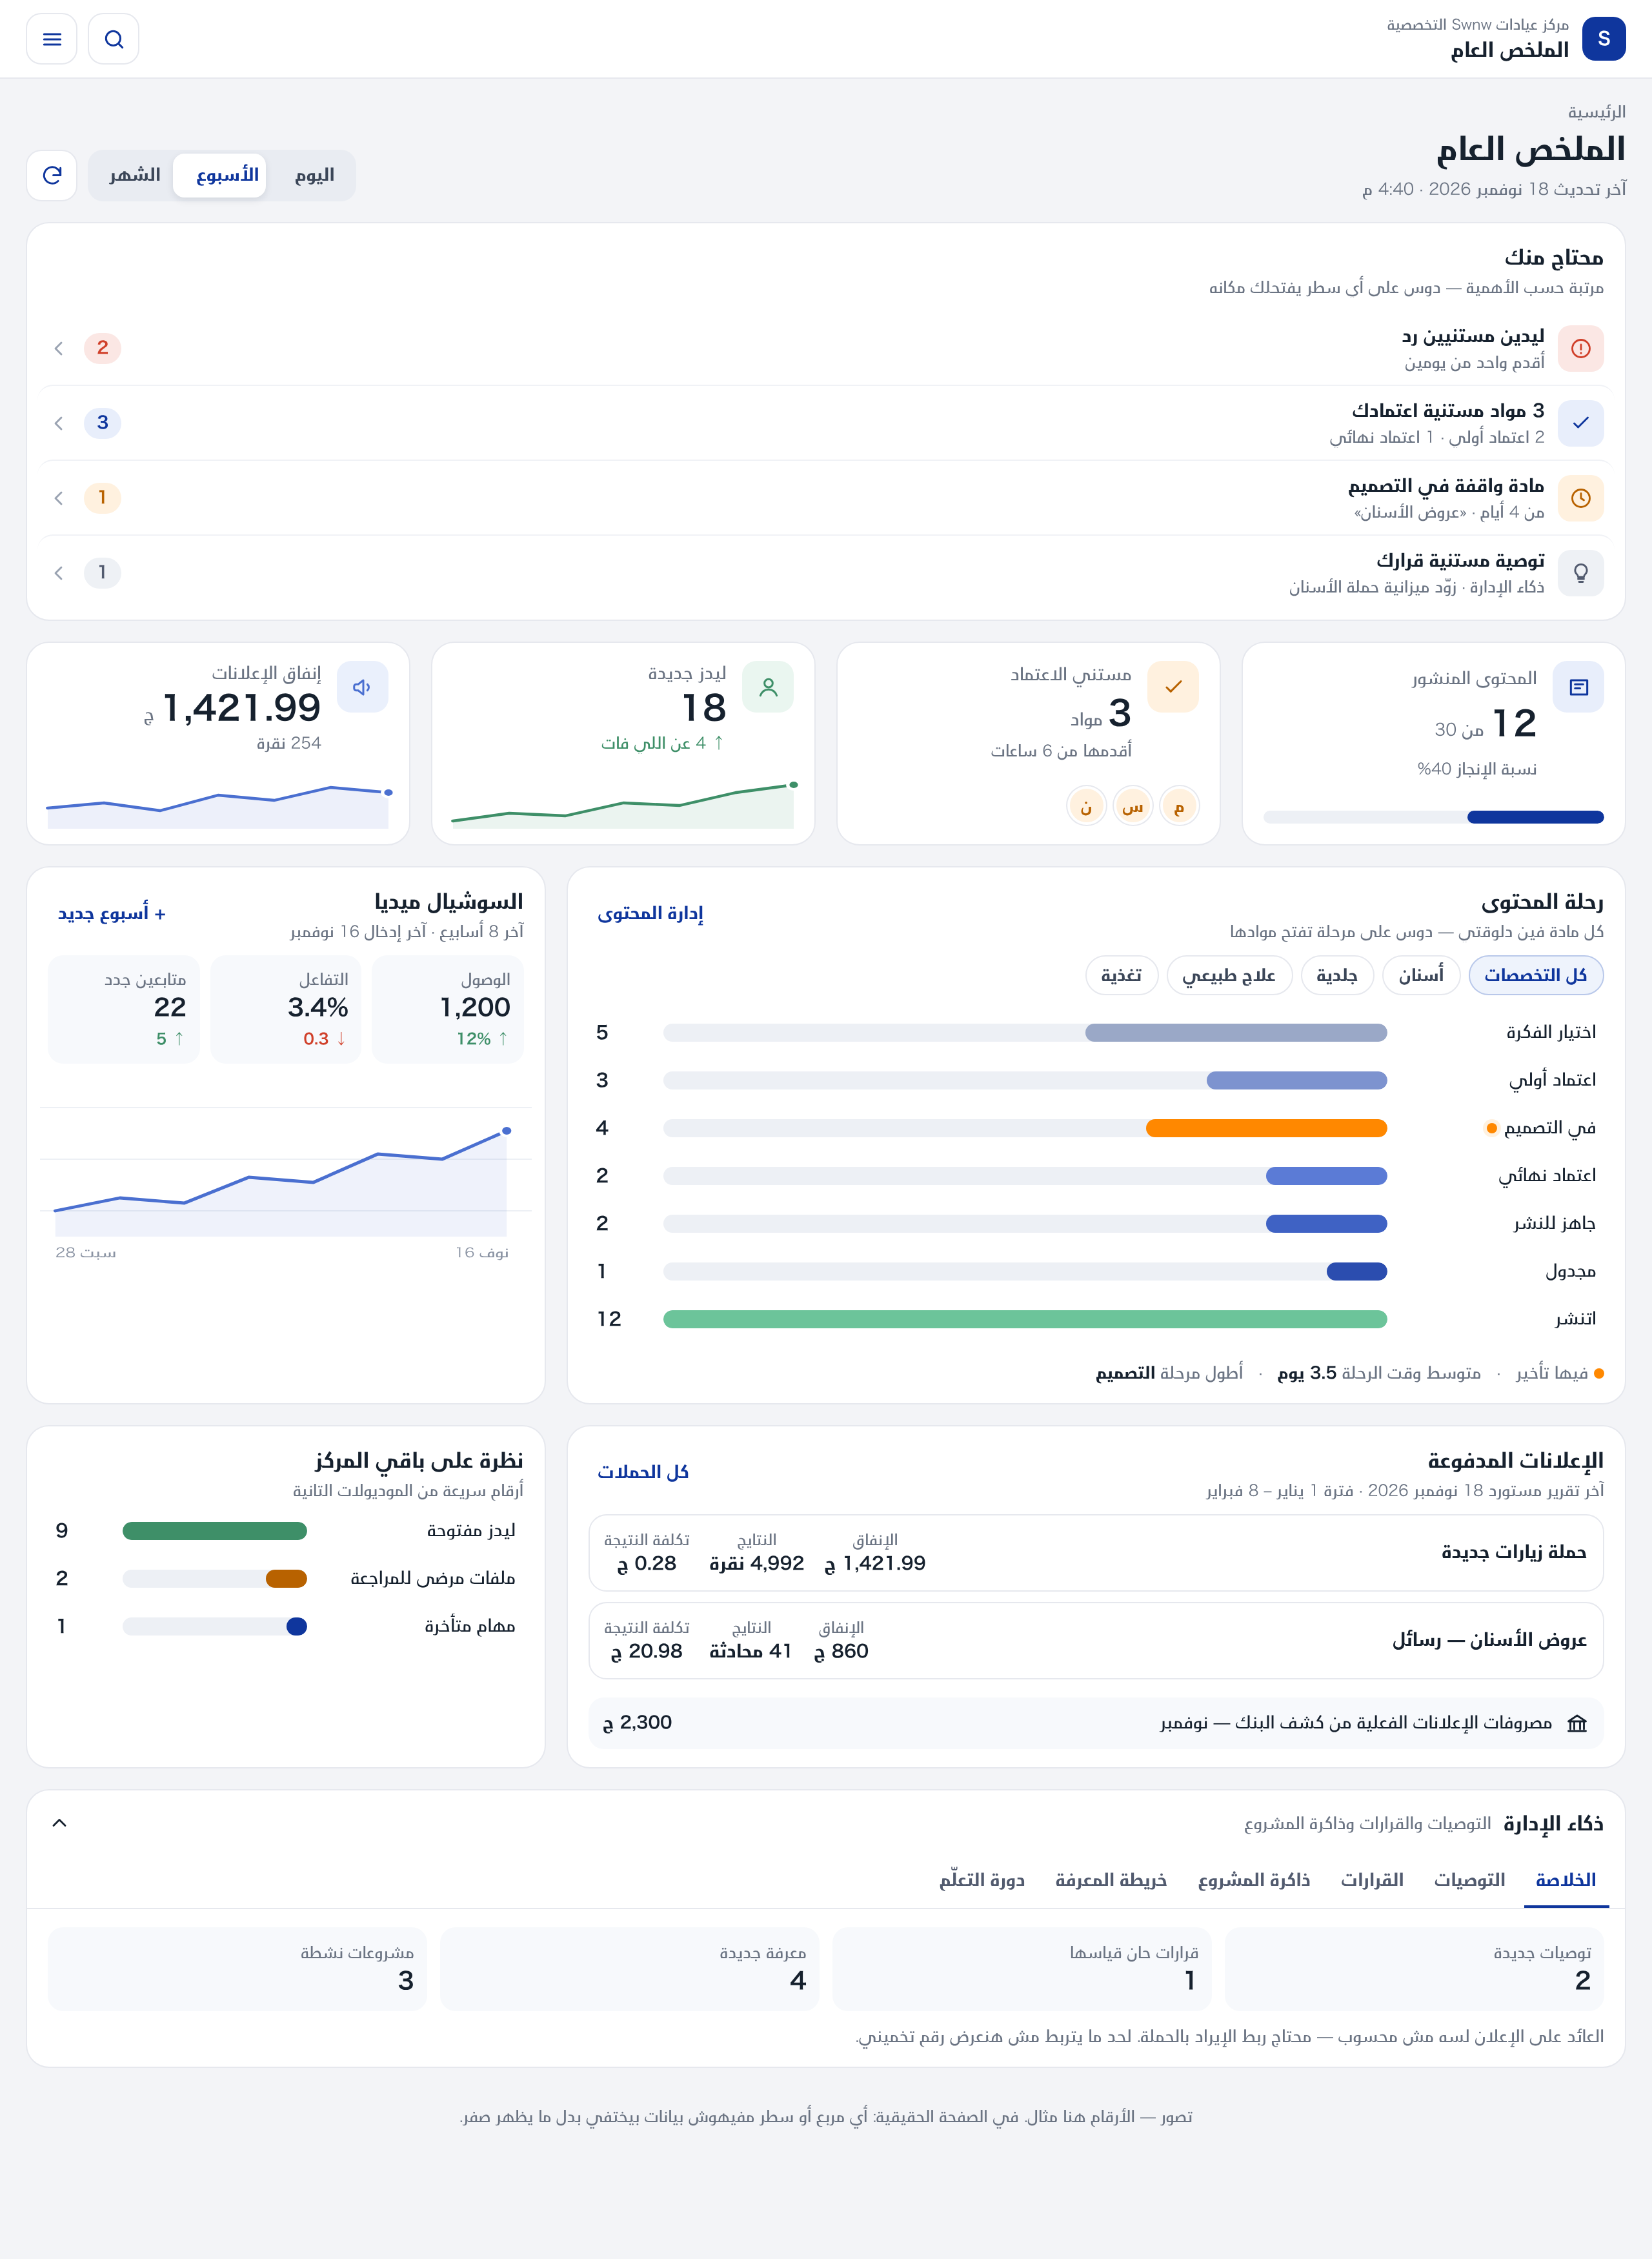 S
مركز عيادات Swnw التخصصية
الملخص العام
الرئيسية
الملخص العام
آخر تحديث 18 نوفمبر 2026 · 4:40 م
اليوم
الأسبوع
الشهر
محتاج منك
مرتبة حسب الأهمية — دوس على أي سطر يفتحلك مكانه
ليدين مستنيين رد
أقدم واحد من يومين
2
3 مواد مستنية اعتمادك
2 اعتماد أولي · 1 اعتماد نهائي
3
مادة واقفة في التصميم
من 4 أيام · «عروض الأسنان»
1
توصية مستنية قرارك
ذكاء الإدارة · زوّد ميزانية حملة الأسنان
1
المحتوى المنشور
12 من 30
نسبة الإنجاز 40%
مستني الاعتماد
3 مواد
أقدمها من 6 ساعات
م
س
ن
ليدز جديدة
18
↑ 4 عن اللي فات
إنفاق الإعلانات
1,421.99 ج
254 نقرة
رحلة المحتوى
كل مادة فين دلوقتي — دوس على مرحلة تفتح موادها
إدارة المحتوى
كل التخصصات
أسنان
جلدية
علاج طبيعي
تغذية
اختيار الفكرة 5
اعتماد أولي 3
في التصميم 4
اعتماد نهائي 2
جاهز للنشر 2
مجدول 1
اتنشر 12
فيها تأخير · متوسط وقت الرحلة 3.5 يوم · أطول مرحلة التصميم
السوشيال ميديا
آخر 8 أسابيع · آخر إدخال 16 نوفمبر
+ أسبوع جديد
الوصول
1,200
↑ 12%
التفاعل
3.4%
↓ 0.3
متابعين جدد
22
↑ 5
نوف 16
سبت 28
الإعلانات المدفوعة
آخر تقرير مستورد 18 نوفمبر 2026 · فترة 1 يناير – 8 فبراير
كل الحملات
حملة زيارات جديدة
الإنفاق
1,421.99 ج
النتايج
4,992 نقرة
تكلفة النتيجة
0.28 ج
عروض الأسنان — رسائل
الإنفاق
860 ج
النتايج
41 محادثة
تكلفة النتيجة
20.98 ج
مصروفات الإعلانات الفعلية من كشف البنك — نوفمبر
2,300 ج
نظرة على باقي المركز
أرقام سريعة من الموديولات التانية
ليدز مفتوحة 9
ملفات مرضى للمراجعة 2
مهام متأخرة 1
ذكاء الإدارة التوصيات والقرارات وذاكرة المشروع
الخلاصة
التوصيات
القرارات
ذاكرة المشروع
خريطة المعرفة
دورة التعلّم
توصيات جديدة
2
قرارات حان قياسها
1
معرفة جديدة
4
مشروعات نشطة
3
العائد على الإعلان لسه مش محسوب — محتاج ربط الإيراد بالحملة. لحد ما يتربط مش هنعرض رقم تخميني.
تصور — الأرقام هنا مثال. في الصفحة الحقيقية: أي مربع أو سطر مفيهوش بيانات بيختفي بدل ما يظهر صفر.